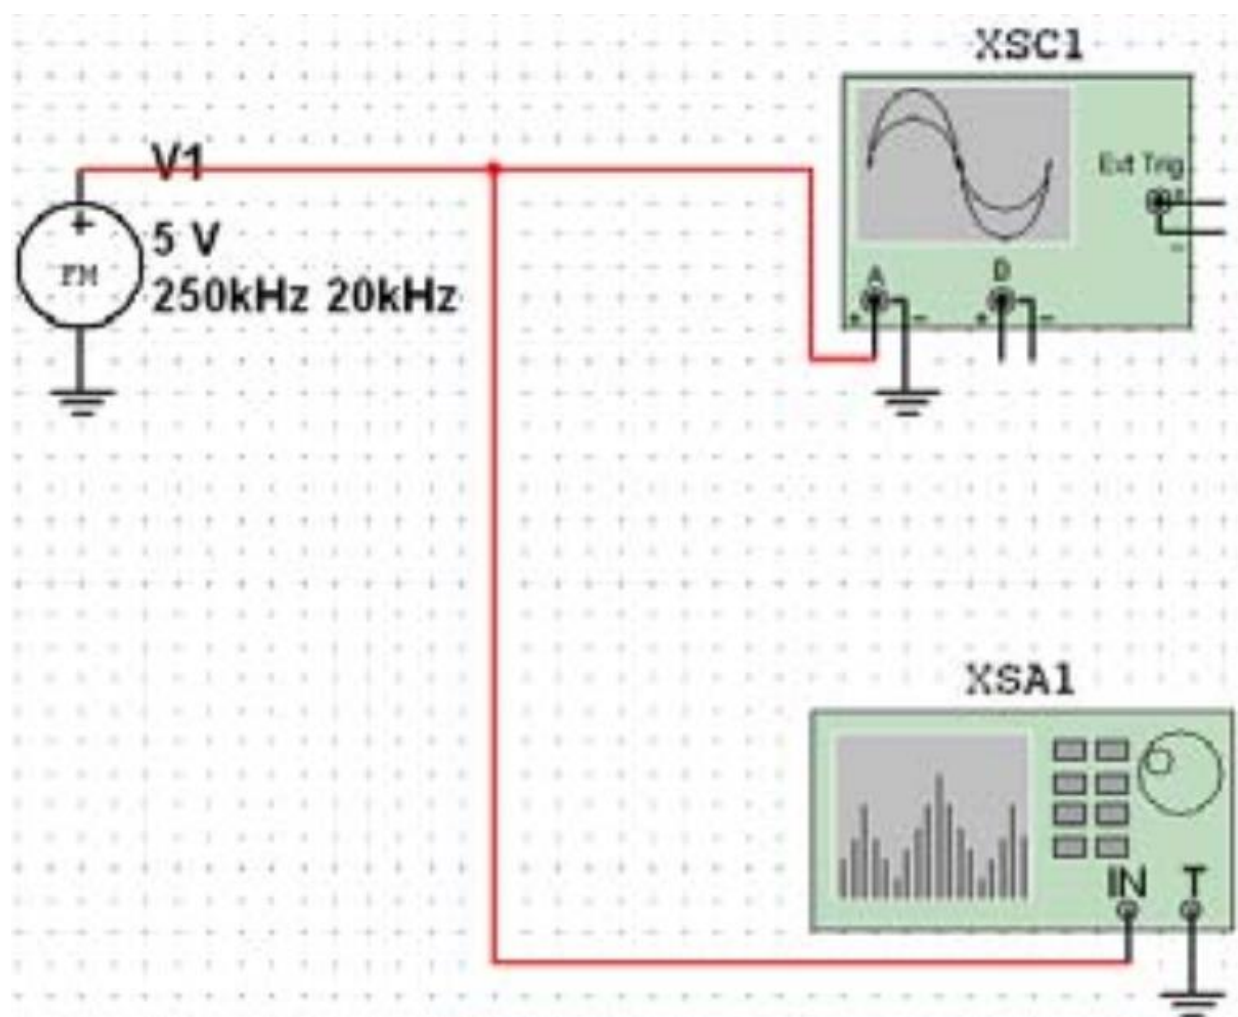 XSC1
V1
Ext Trig
+
-
+
5 V
FM
250kHz 20kHz
A
B
+
-
+
-
XSA1
IN T